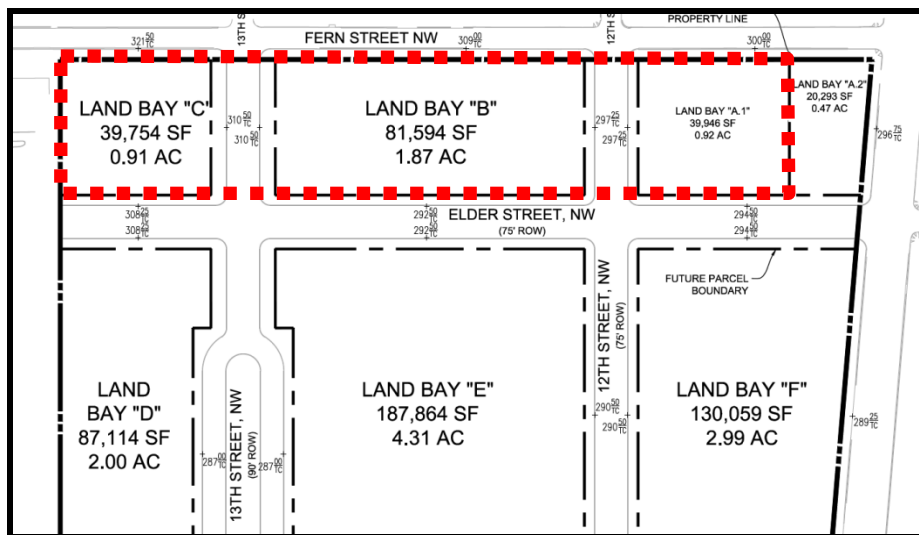 PROPERTY LINE
13TH S
12TH S
FERN STREET NW
321 50 TC
309 00 TC
300 00 TC
LAND BAY "C"
39,754 SF
0.91 AC
310 50 TC
310 50 TC
LAND BAY "B"
81,594 SF
1.87 AC
297 25 TC
297 25 TC
LAND BAY "A.1"
39,946 SF
0.92 AC
LAND BAY "A.2"
20,293 SF
0.47 AC
296 75 TC
308 25 TC
292 50 TC
294 50 TC
ELDER STREET, NW
(75' ROW)
308 25 TC
292 50 TC
294 50 TC
FUTURE PARCEL
BOUNDARY
12TH STREET, NW
(75' ROW)
LAND
BAY "D"
87,114 SF
2.00 AC
287 00 TC
13TH STREET, NW
(90' ROW)
287 00 TC
LAND BAY "E"
187,864 SF
4.31 AC
290 50 TC
290 50 TC
LAND BAY "F"
130,059 SF
2.99 AC
289 25 TC